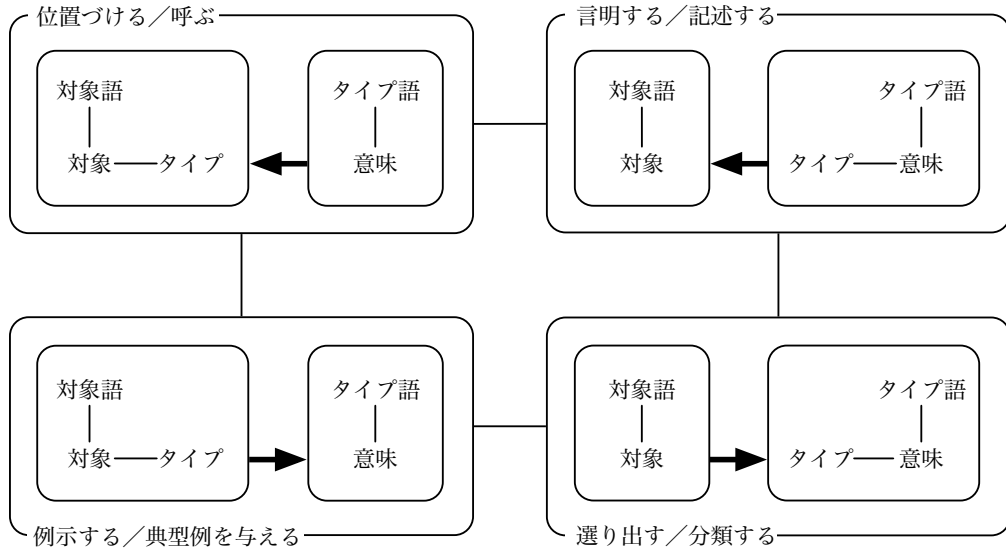 位置づける／呼ぶ
対象語
タイプ語
対象
タイプ
意味
言明する／記述する
対象語
タイプ語
対象
タイプ
意味
対象語
タイプ語
対象
タイプ
意味
例示する／典型例を与える
対象語
タイプ語
対象
タイプ
意味
選り出す／分類する